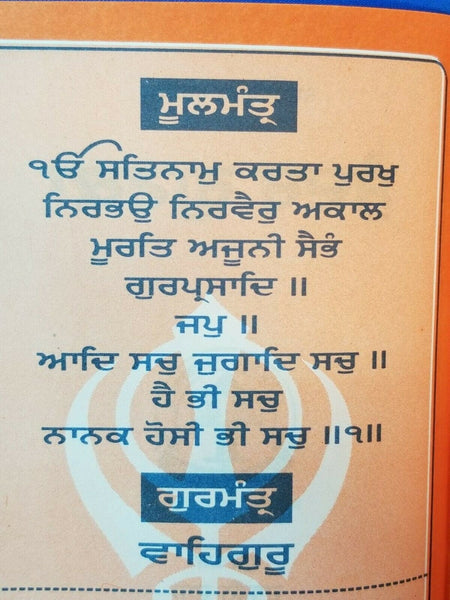 ਮੂਲਮੰਤ੍ਰ
ੴ ਸਤਿਨਾਮੁ ਕਰਤਾ ਪੁਰਖੁ
ਨਿਰਭਉ ਨਿਰਵੈਰੁ ਅਕਾਲ
ਮੂਰਤਿ ਅਜੂਨੀ ਸੈਭੰ
ਗੁਰਪ੍ਰਸਾਦਿ ॥
ਜਪੁ ॥
ਆਦਿ ਸਚੁ ਜੁਗਾਦਿ ਸਚੁ ॥
ਹੈ ਭੀ ਸਚੁ
ਨਾਨਕ ਹੋਸੀ ਭੀ ਸਚੁ ॥੧॥
ਗੁਰਮੰਤ੍ਰ
ਵਾਹਿਗੁਰੂ